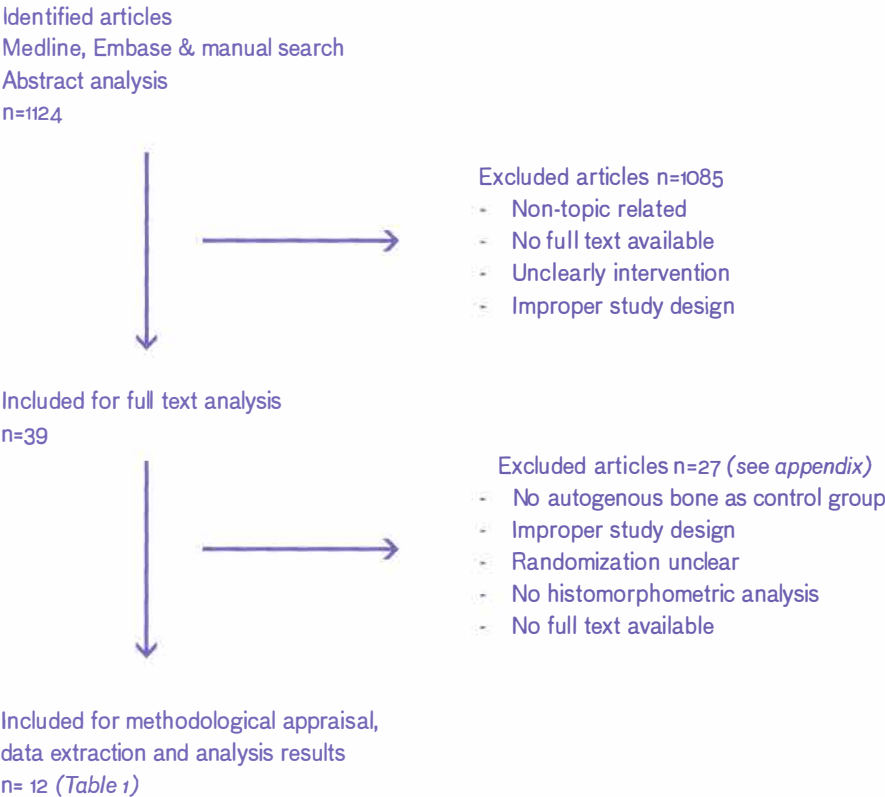 Identified articles
Medline, Embase & manual search
Abstract analysis
n=1124
Excluded articles n=1085
- Non-topic related
- No full text available
- Unclearly intervention
- Improper study design
Included for full text analysis
n=39
Excluded articles n=27 (see appendix)
- No autogenous bone as control group
- Improper study design
- Randomization unclear
- No histomorphometric analysis
- No full text available
Included for methodological appraisal,
data extraction and analysis results
n= 12 (Table 1)